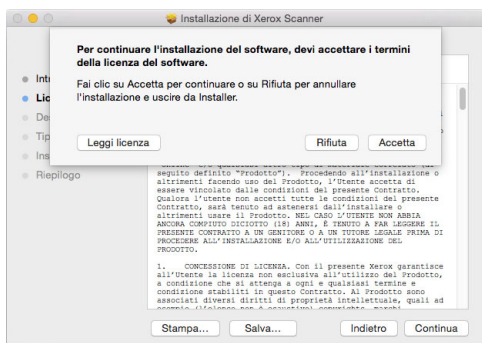 Installazione di Xerox Scanner
Per continuare l'installazione del software, devi accettare i termini
della licenza del software.
Fai clic su Accetta per continuare o su Rifiuta per annullare
l'installazione e uscire da Installer.
Leggi licenza
Rifiuta
Accetta
Riepilogo
seguito definito "Prodotto"). Procedendo all'installazione o
altrimenti facendo uso del Prodotto, l'Utente accetta di
essere vincolato dalle condizioni del presente Contratto.
Qualora l'utente non accetti tutte le condizioni del presente
Contratto, sarà tenuto ad astenersi dall'installare o
altrimenti usare il Prodotto. NEL CASO L'UTENTE NON ABBIA
ANCORA COMPIUTO DICIOTTO (18) ANNI, È TENUTO A FAR LEGGERE IL
PRESENTE CONTRATTO A UN GENITORE O A UN TUTORE LEGALE PRIMA DI
PROCEDERE ALL'INSTALLAZIONE E/O ALL'UTILIZZAZIONE DEL
PRODOTTO.
1. CONCESSIONE DI LICENZA. Con il presente Xerox garantisce
all'Utente la licenza non esclusiva all'utilizzo del Prodotto,
a condizione che si attenga a ogni e qualsiasi termine e
condizione stabiliti in questo Contratto. Al Prodotto sono
associati diversi diritti di proprietà intellettuale, quali ad
Stampa...
Salva...
Indietro
Continua